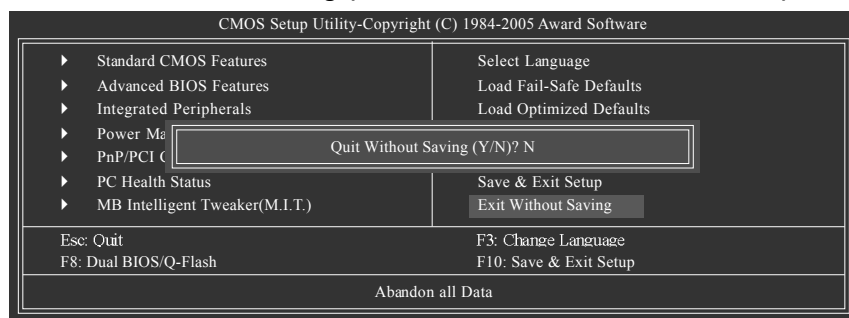 CMOS Setup Utility-Copyright (C) 1984-2005 Award Software
Standard CMOS Features
Select Language
Advanced BIOS Features
Load Fail-Safe Defaults
Integrated Peripherals
Load Optimized Defaults
Power Ma
Quit Without Saving (Y/N)? N
PnP/PCI C
PC Health Status
Save & Exit Setup
MB Intelligent Tweaker(M.I.T.)
Exit Without Saving
Esc: Quit
F3: Change Language
F8: Dual BIOS/Q-Flash
F10: Save & Exit Setup
Abandon all Data